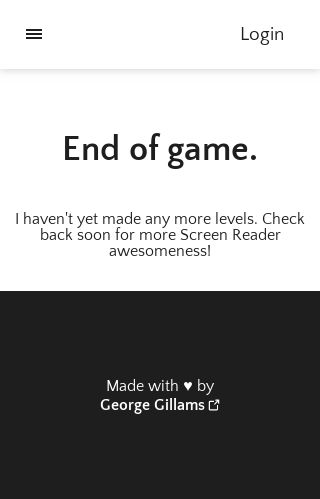 Login
End of game.
I haven't yet made any more levels. Check
back soon for more Screen Reader
awesomeness!
Made with ♥ by
George Gillams